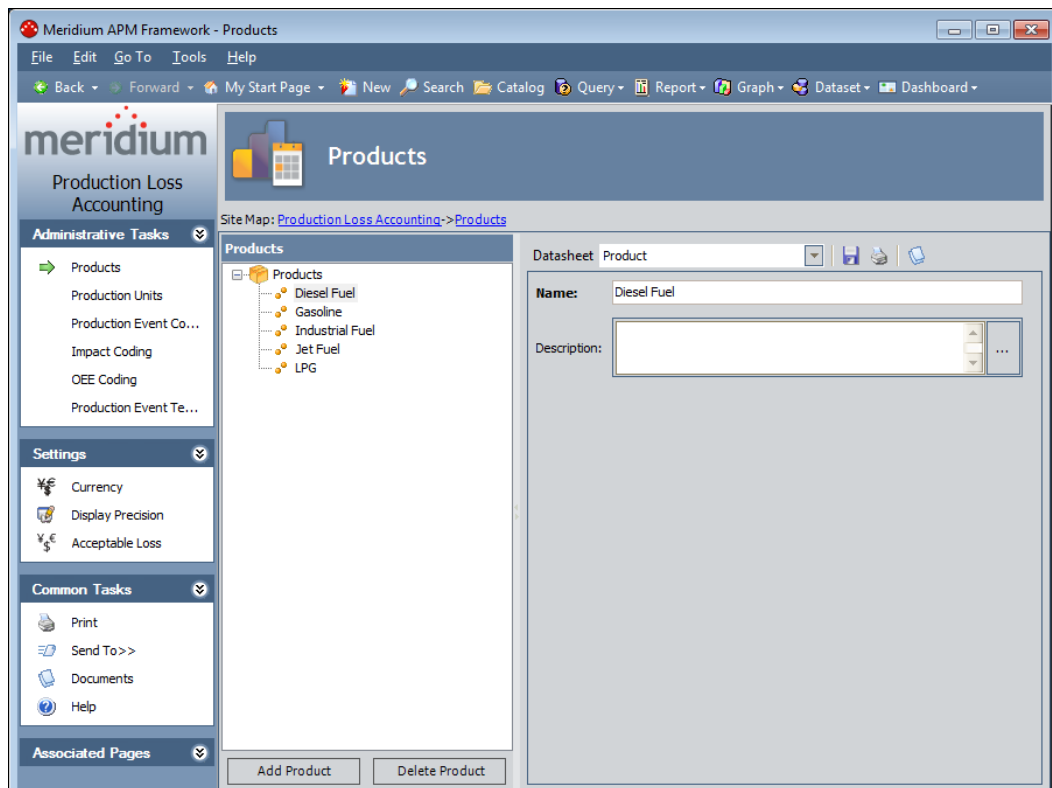 Meridium APM Framework - Products
File Edit Go To Tools Help
Back Forward My Start Page New Search Catalog Query Report Graph Dataset Dashboard
meridium
Production Loss
Accounting
Products
Site Map: Production Loss Accounting->Products
Administrative Tasks
Products
Production Units
Production Event Co...
Impact Coding
OEE Coding
Production Event Te...
Settings
Currency
Display Precision
Acceptable Loss
Common Tasks
Print
Send To>>
Documents
Help
Associated Pages
Products
Products
Diesel Fuel
Gasoline
Industrial Fuel
Jet Fuel
LPG
Add Product Delete Product
Datasheet Product
Name: Diesel Fuel
Description: ...